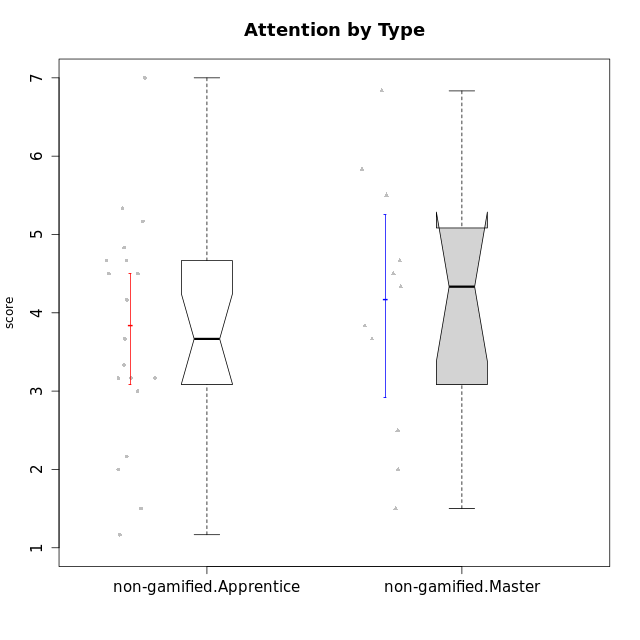 Attention by Type
score
7
6
5
4
3
2
1
non-gamified.Apprentice
non-gamified.Master